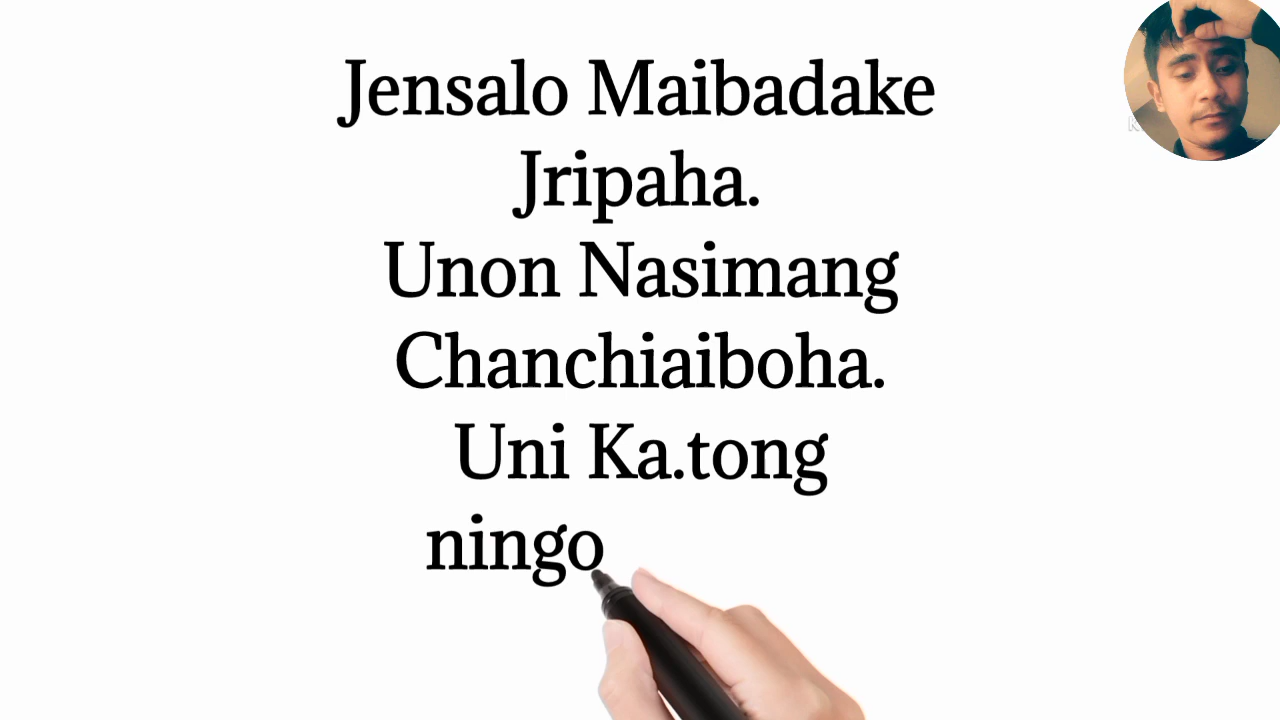 Jensalo Maibadake
Jripaha.
Unon Nasimang
Chanchiaiboha.
Uni Ka.tong
ningo